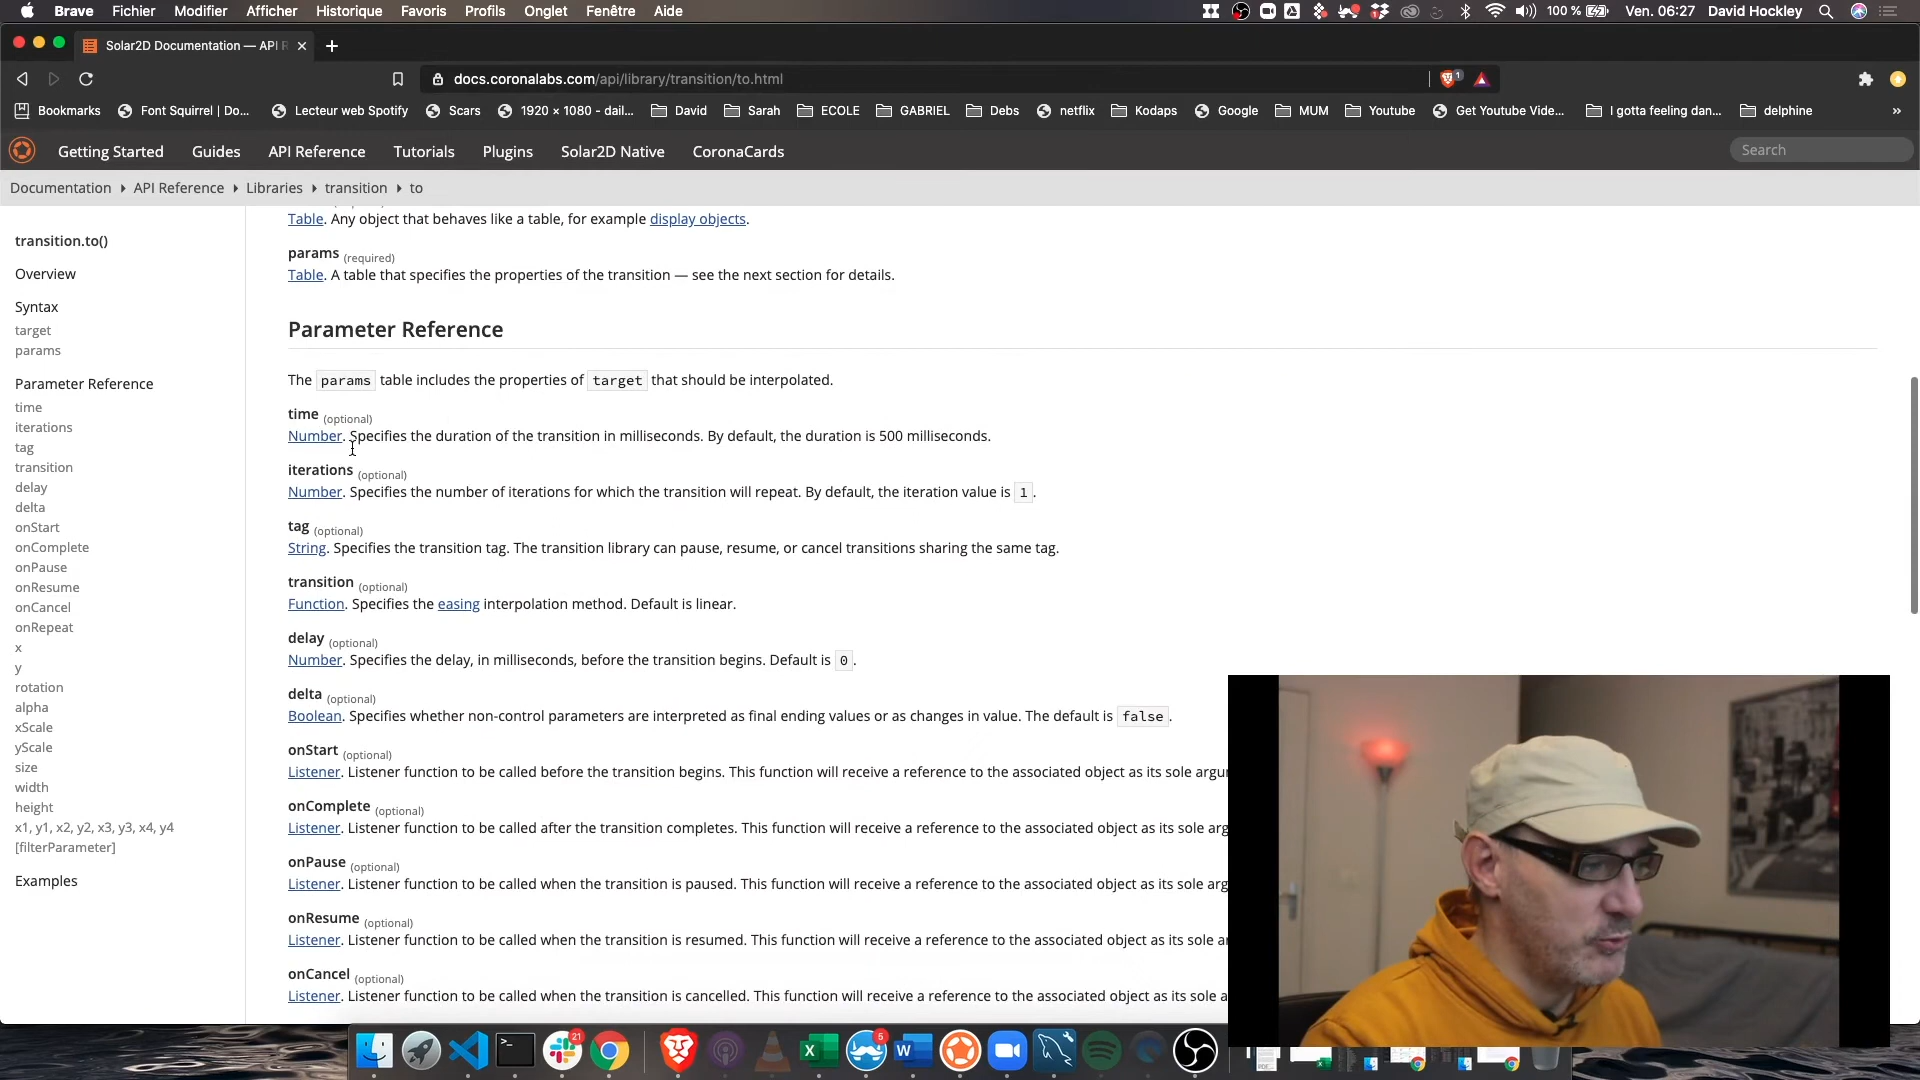 Brave Fichier Modifier Afficher Historique Favoris Profils Onglet Fenêtre Aide 100 % Ven. 06:27 David Hockley
Solar2D Documentation — API R
docs.coronalabs.com/api/library/transition/to.html 1
Bookmarks Font Squirrel | Do... Lecteur web Spotify Scars 1920 × 1080 - dail... David Sarah ECOLE GABRIEL Debs netflix Kodaps Google MUM Youtube Get Youtube Vide... I gotta feeling dan... delphine »
Getting Started Guides API Reference Tutorials Plugins Solar2D Native CoronaCards Search
Documentation API Reference Libraries transition to
transition.to()
Overview
Syntax
target
params
Parameter Reference
time
iterations
tag
transition
delay
delta
onStart
onComplete
onPause
onResume
onCancel
onRepeat
x
y
rotation
alpha
xScale
yScale
size
width
height
x1, y1, x2, y2, x3, y3, x4, y4
[filterParameter]
Examples
Table. Any object that behaves like a table, for example display objects.
params (required)
Table. A table that specifies the properties of the transition — see the next section for details.
Parameter Reference
The params table includes the properties of target that should be interpolated.
time (optional)
Number. Specifies the duration of the transition in milliseconds. By default, the duration is 500 milliseconds.
iterations (optional)
Number. Specifies the number of iterations for which the transition will repeat. By default, the iteration value is 1.
tag (optional)
String. Specifies the transition tag. The transition library can pause, resume, or cancel transitions sharing the same tag.
transition (optional)
Function. Specifies the easing interpolation method. Default is linear.
delay (optional)
Number. Specifies the delay, in milliseconds, before the transition begins. Default is 0.
delta (optional)
Boolean. Specifies whether non-control parameters are interpreted as final ending values or as changes in value. The default is false.
onStart (optional)
Listener. Listener function to be called before the transition begins. This function will receive a reference to the associated object as its sole argu
onComplete (optional)
Listener. Listener function to be called after the transition completes. This function will receive a reference to the associated object as its sole arg
onPause (optional)
Listener. Listener function to be called when the transition is paused. This function will receive a reference to the associated object as its sole arg
onResume (optional)
Listener. Listener function to be called when the transition is resumed. This function will receive a reference to the associated object as its sole ar
onCancel (optional)
Listener. Listener function to be called when the transition is cancelled. This function will receive a reference to the associated object as its sole a
21 5